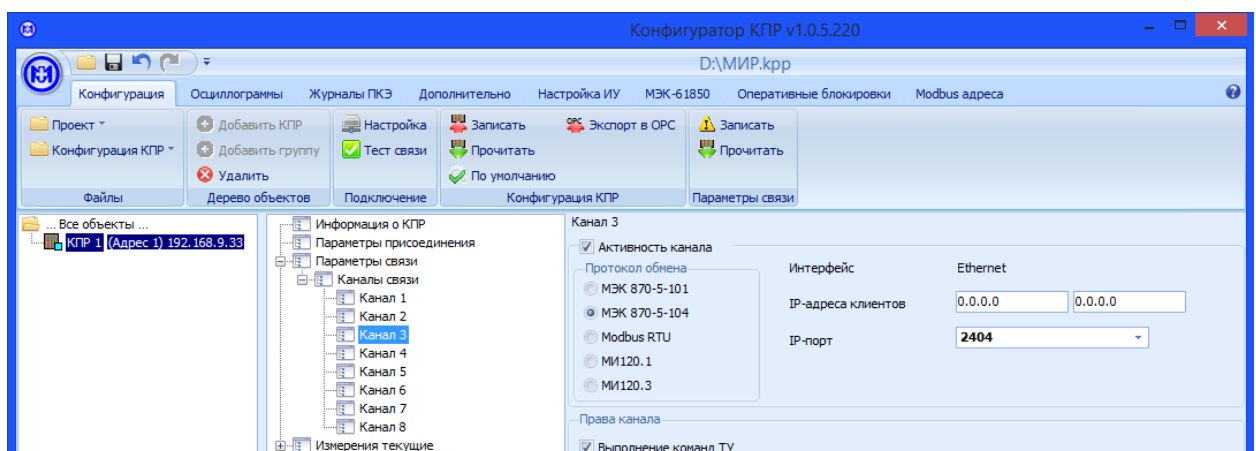 Конфигуратор КПР v1.0.5.220
D:\МИР.kpp
Конфигурация Осциллограммы Журналы ПКЭ Дополнительно Настройка ИУ МЭК-61850 Оперативные блокировки Modbus адреса
Проект
Конфигурация КПР
Файлы
Добавить КПР
Добавить группу
Удалить
Дерево объектов
Настройка
Тест связи
Подключение
Записать
Прочитать
По умолчанию
Экспорт в OPC
Конфигурация КПР
Записать
Прочитать
Параметры связи
... Все объекты ...
КПР 1 (Адрес 1) 192.168.9.33
Информация о КПР
Параметры присоединения
Параметры связи
Каналы связи
Канал 1
Канал 2
Канал 3
Канал 4
Канал 5
Канал 6
Канал 7
Канал 8
Измерения текущие
Канал 3
Активность канала
Протокол обмена
МЭК 870-5-101
МЭК 870-5-104
Modbus RTU
МИ120.1
МИ120.3
Интерфейс Ethernet
IP-адреса клиентов 0.0.0.0 0.0.0.0
IP-порт 2404
Права канала
Выполнение команд ТУ